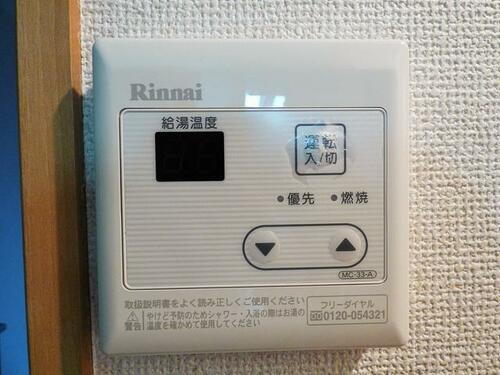 Rinnai
給湯温度
運転
入/切
優先 燃焼
MC-33-A
取扱説明書をよく読み正しくご使用ください
警告 やけど予防のためシャワー・入浴の際はお湯の
温度を確かめて使用してください
フリーダイヤル
0120-054321